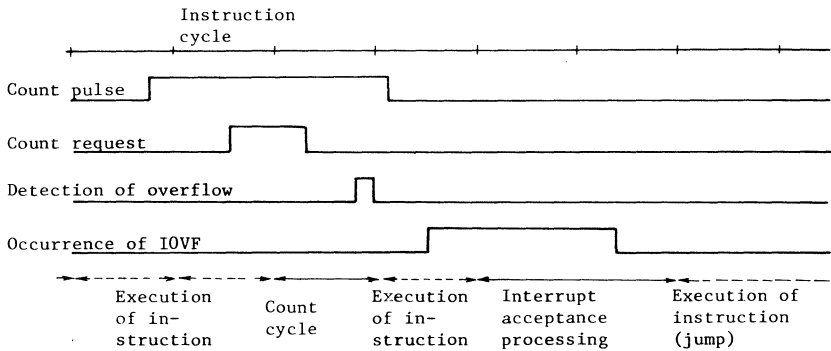 Instruction
cycle
Count pulse
Count request
Detection of overflow
Occurrence of IOVF
Execution
of in-
struction
Count
cycle
Execution
of in-
struction
Interrupt
acceptance
processing
Execution of
instruction
(jump)